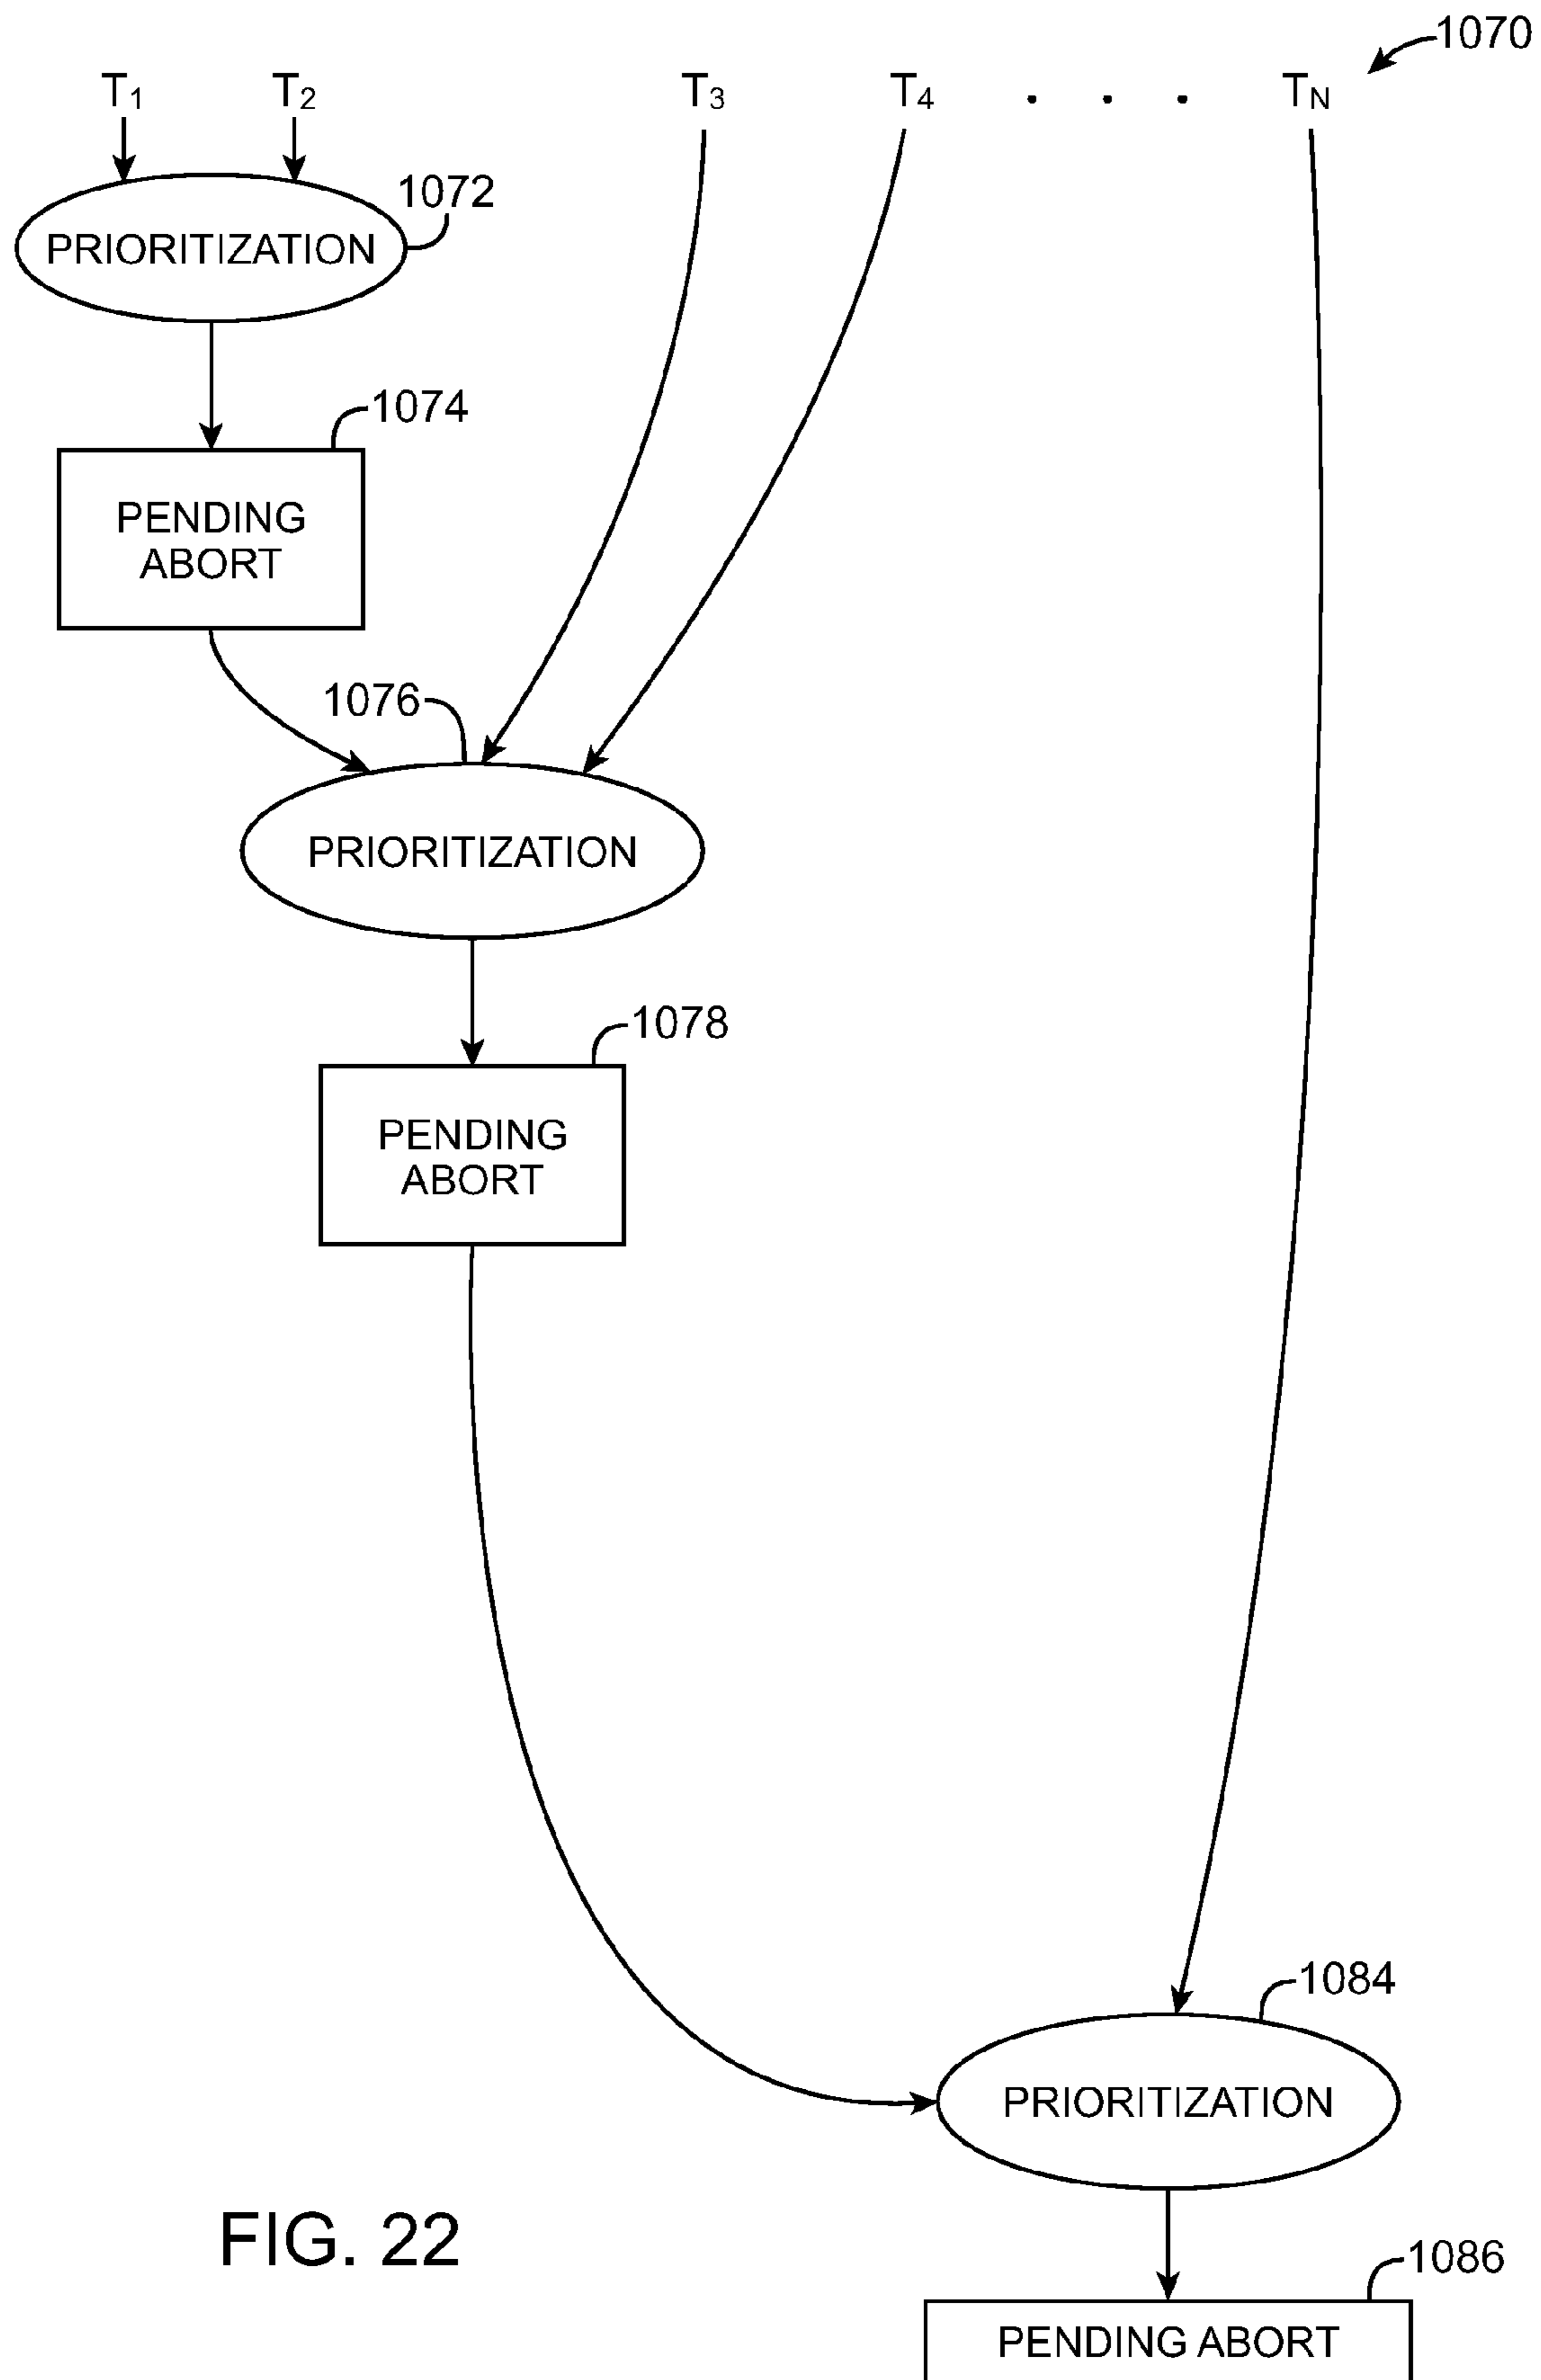 1070
T1 T2 T3 T4 . . . TN
1072
PRIORITIZATION
1074
PENDING
ABORT
1076
PRIORITIZATION
1078
PENDING
ABORT
1084
PRIORITIZATION
FIG. 22
1086
PENDING ABORT